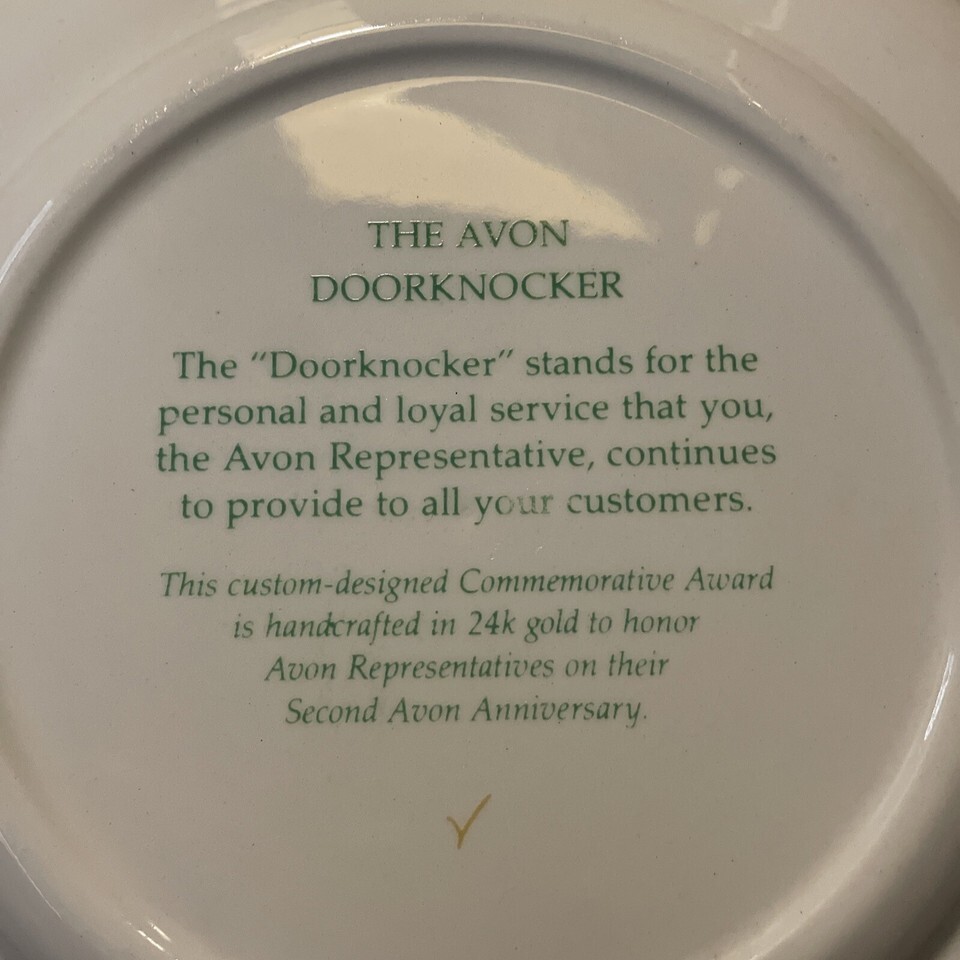 THE AVON
DOORKNOCKER
The “Doorknocker” stands for the
personal and loyal service that you,
the Avon Representative, continues
to provide to all your customers.
This custom-designed Commemorative Award
is handcrafted in 24k gold to honor
Avon Representatives on their
Second Avon Anniversary.